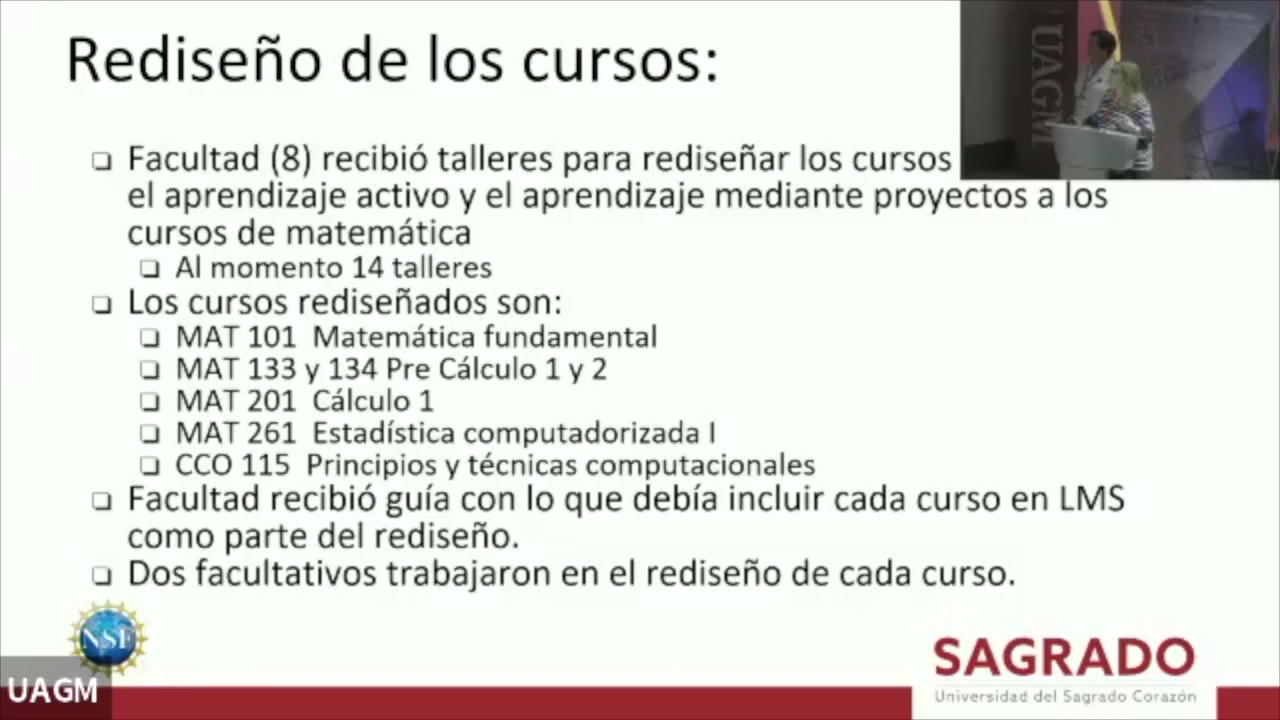 Rediseño de los cursos:
UAGM
❑ Facultad (8) recibió talleres para rediseñar los cursos
el aprendizaje activo y el aprendizaje mediante proyectos a los
cursos de matemática
❑ Al momento 14 talleres
❑ Los cursos rediseñados son:
❑ MAT 101 Matemática fundamental
❑ MAT 133 y 134 Pre Cálculo 1 y 2
❑ MAT 201 Cálculo 1
❑ MAT 261 Estadística computadorizada I
❑ CCO 115 Principios y técnicas computacionales
❑ Facultad recibió guía con lo que debía incluir cada curso en LMS
como parte del rediseño.
❑ Dos facultativos trabajaron en el rediseño de cada curso.
NSF
SAGRADO
Universidad del Sagrado Corazón
UAGM